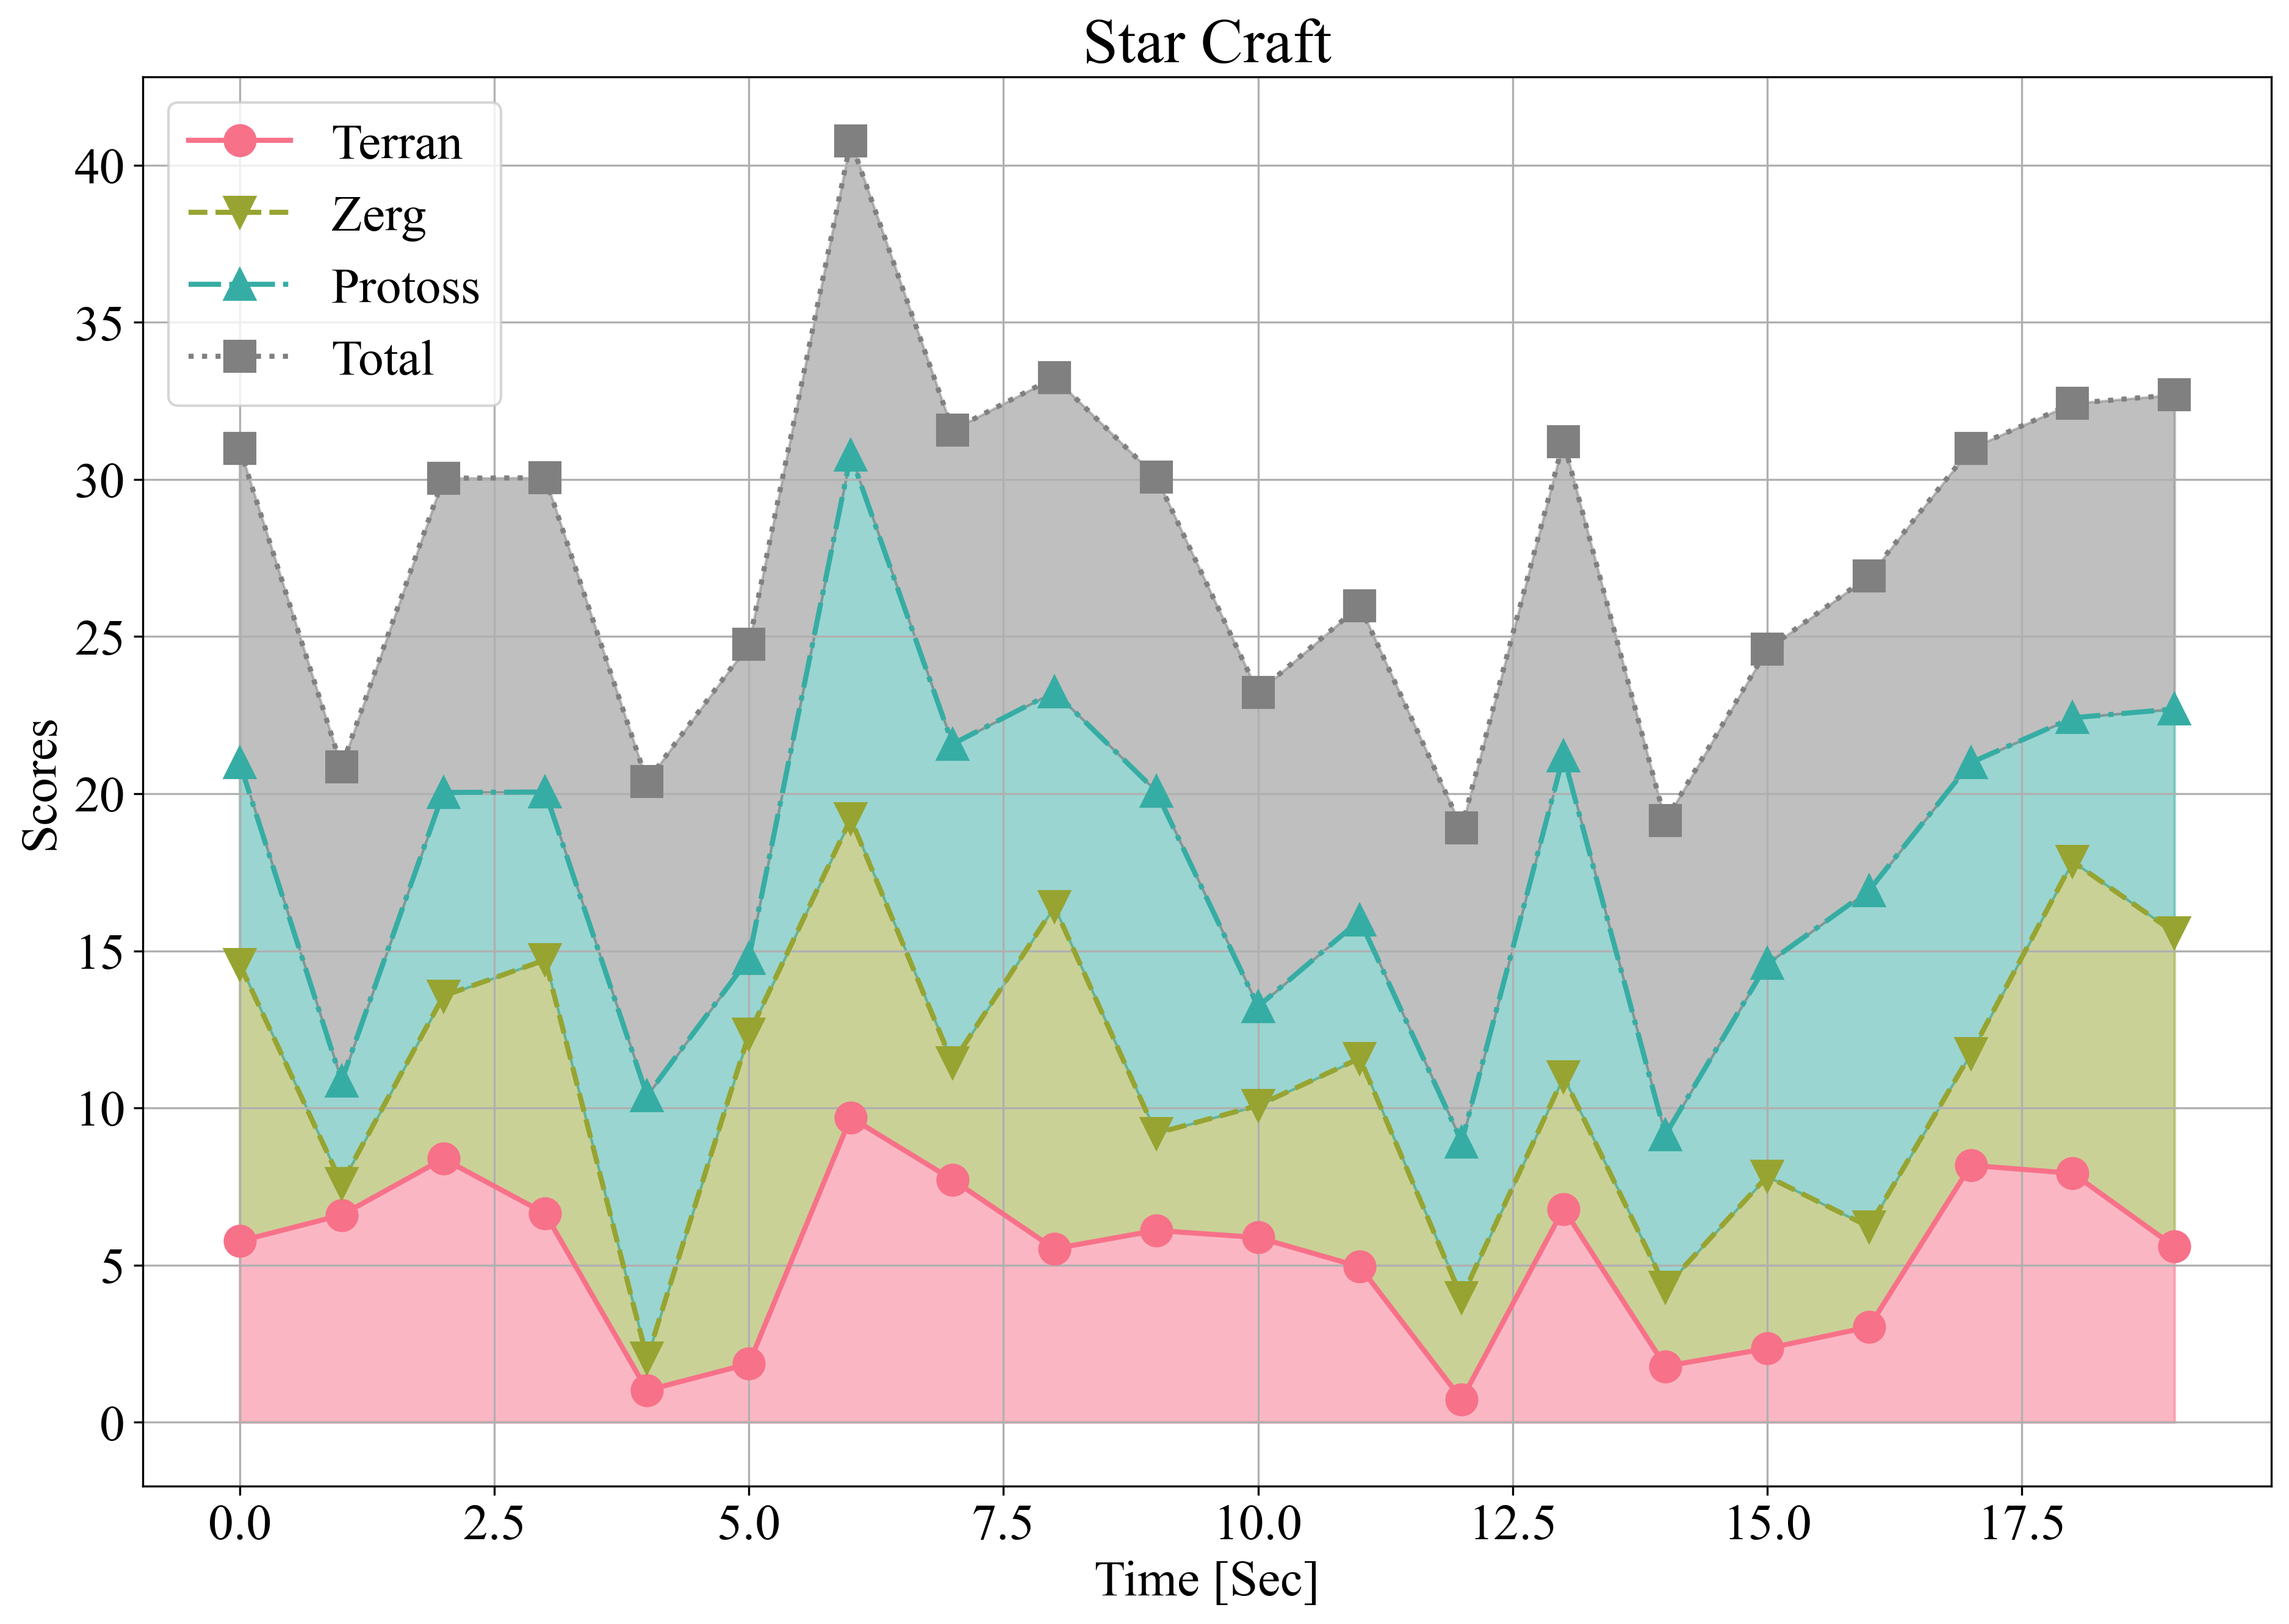 Star Craft
Terran
Zerg
Protoss
Total
40
35
30
25
20
15
10
5
0
Scores
0.0 2.5 5.0 7.5 10.0 12.5 15.0 17.5
Time [Sec]